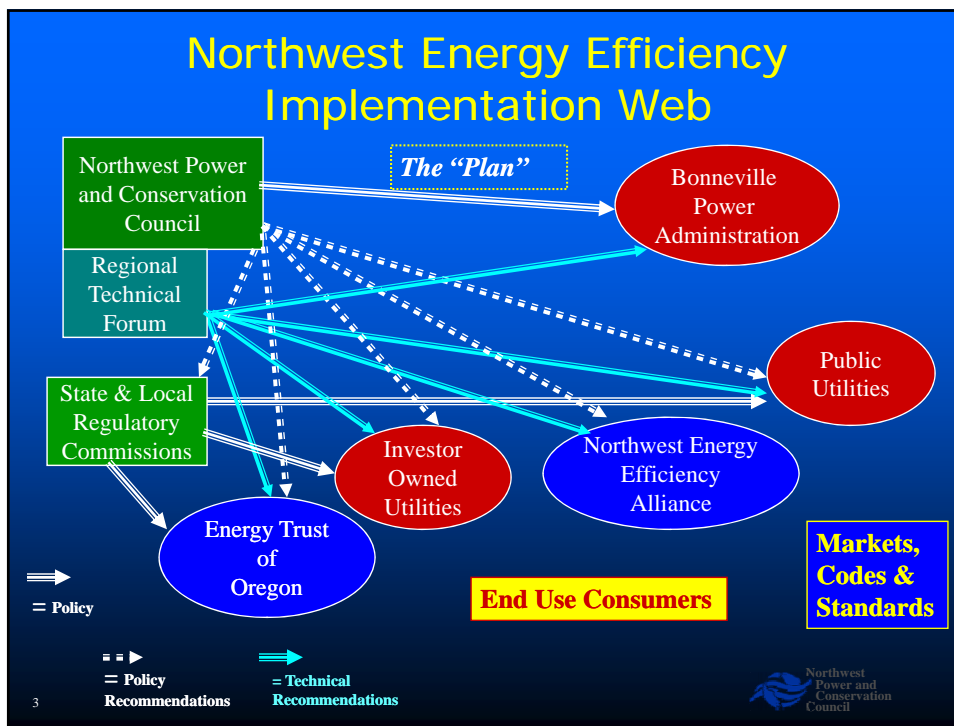 Northwest Energy Efficiency
Implementation Web
Northwest Power
and Conservation
Council
The “Plan”
Bonneville
Power
Administration
Regional
Technical
Forum
Public
Utilities
State & Local
Regulatory
Commissions
Investor
Owned
Utilities
Northwest Energy
Efficiency
Alliance
Energy Trust
of
Oregon
Markets,
Codes &
Standards
End Use Consumers
= Policy
= Policy
Recommendations
= Technical
Recommendations
3
Northwest
Power and
Conservation
Council